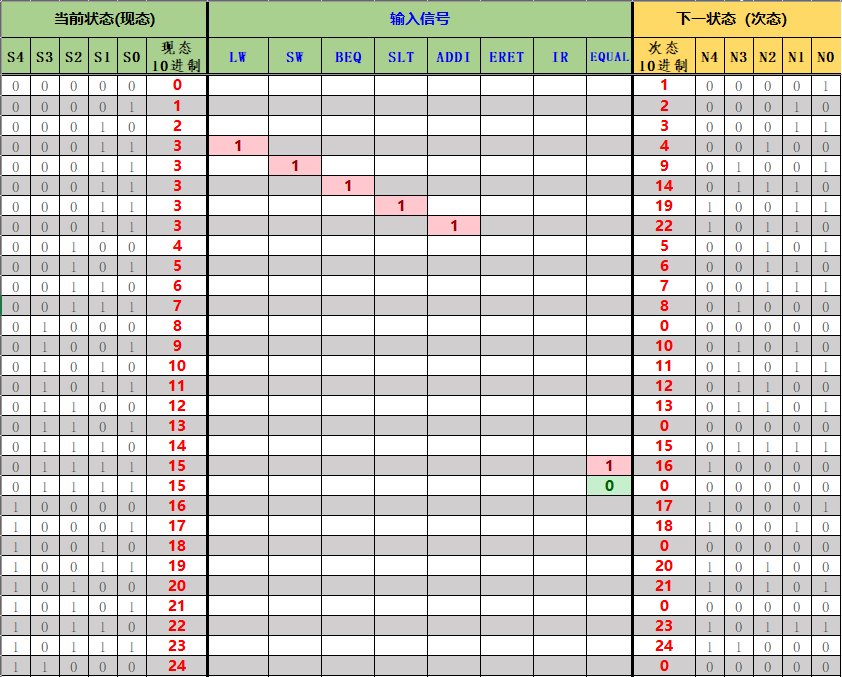 当前状态(现态) 输入信号 下一状态 (次态)
S4 S3 S2 S1 S0 现态 10进制 LW SW BEQ SLT ADDI ERET IR EQUAL 次态 10进制 N4 N3 N2 N1 N0
0 0 0 0 0 0 1 0 0 0 0 1
0 0 0 0 1 1 2 0 0 0 1 0
0 0 0 1 0 2 3 0 0 0 1 1
0 0 0 1 1 3 1 4 0 0 1 0 0
0 0 0 1 1 3 1 9 0 1 0 0 1
0 0 0 1 1 3 1 14 0 1 1 1 0
0 0 0 1 1 3 1 19 1 0 0 1 1
0 0 0 1 1 3 1 22 1 0 1 1 0
0 0 1 0 0 4 5 0 0 1 0 1
0 0 1 0 1 5 6 0 0 1 1 0
0 0 1 1 0 6 7 0 0 1 1 1
0 0 1 1 1 7 8 0 1 0 0 0
0 1 0 0 0 8 0 0 0 0 0 0
0 1 0 0 1 9 10 0 1 0 1 0
0 1 0 1 0 10 11 0 1 0 1 1
0 1 0 1 1 11 12 0 1 1 0 0
0 1 1 0 0 12 13 0 1 1 0 1
0 1 1 0 1 13 0 0 0 0 0 0
0 1 1 1 0 14 15 0 1 1 1 1
0 1 1 1 1 15 1 16 1 0 0 0 0
0 1 1 1 1 15 0 0 0 0 0 0 0
1 0 0 0 0 16 17 1 0 0 0 1
1 0 0 0 1 17 18 1 0 0 1 0
1 0 0 1 0 18 0 0 0 0 0 0
1 0 0 1 1 19 20 1 0 1 0 0
1 0 1 0 0 20 21 1 0 1 0 1
1 0 1 0 1 21 0 0 0 0 0 0
1 0 1 1 0 22 23 1 0 1 1 1
1 0 1 1 1 23 24 1 1 0 0 0
1 1 0 0 0 24 0 0 0 0 0 0